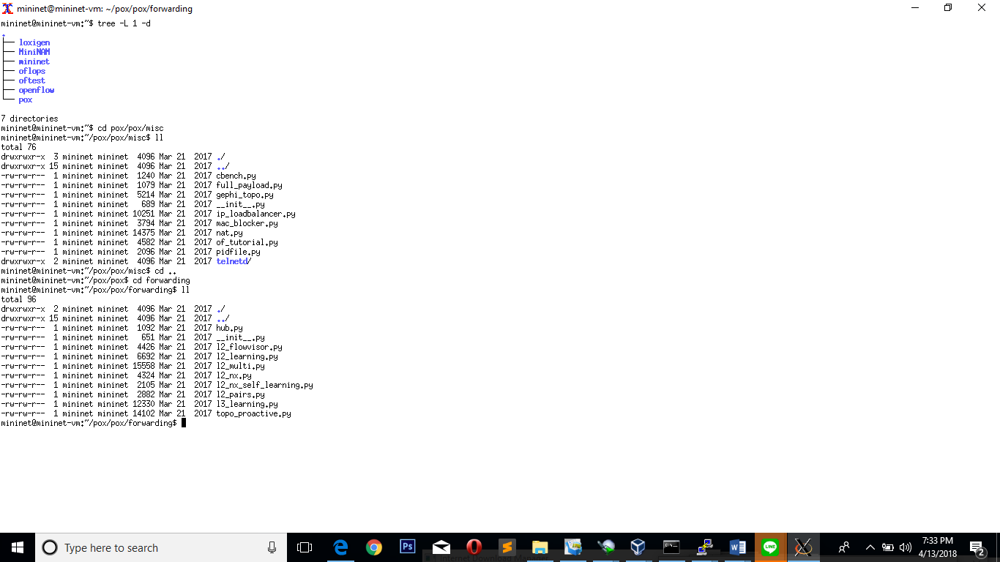 mininet@mininet-vm: ~/pox/pox/forwarding
mininet@mininet-vm:~$ tree -L 1 -d
.
├── loxigen
├── MiniNAM
├── mininet
├── oflops
├── oftest
├── openflow
└── pox
7 directories
mininet@mininet-vm:~$ cd pox/pox/misc
mininet@mininet-vm:~/pox/pox/misc$ ll
total 76
drwxrwxr-x  3 mininet mininet  4096 Mar 21  2017 ./
drwxrwxr-x 15 mininet mininet  4096 Mar 21  2017 ../
-rw-rw-r--  1 mininet mininet  1240 Mar 21  2017 cbench.py
-rw-rw-r--  1 mininet mininet  1079 Mar 21  2017 full_payload.py
-rw-rw-r--  1 mininet mininet  5214 Mar 21  2017 gephi_topo.py
-rw-rw-r--  1 mininet mininet   689 Mar 21  2017 __init__.py
-rw-rw-r--  1 mininet mininet 10251 Mar 21  2017 ip_loadbalancer.py
-rw-rw-r--  1 mininet mininet  3794 Mar 21  2017 mac_blocker.py
-rw-rw-r--  1 mininet mininet 14375 Mar 21  2017 nat.py
-rw-rw-r--  1 mininet mininet  4582 Mar 21  2017 of_tutorial.py
-rw-rw-r--  1 mininet mininet  2096 Mar 21  2017 pidfile.py
drwxrwxr-x  2 mininet mininet  4096 Mar 21  2017 telnetd/
mininet@mininet-vm:~/pox/pox/misc$ cd ..
mininet@mininet-vm:~/pox/pox$ cd forwarding
mininet@mininet-vm:~/pox/pox/forwarding$ ll
total 96
drwxrwxr-x  2 mininet mininet  4096 Mar 21  2017 ./
drwxrwxr-x 15 mininet mininet  4096 Mar 21  2017 ../
-rw-rw-r--  1 mininet mininet  1092 Mar 21  2017 hub.py
-rw-rw-r--  1 mininet mininet   651 Mar 21  2017 __init__.py
-rw-rw-r--  1 mininet mininet  4426 Mar 21  2017 l2_flowvisor.py
-rw-rw-r--  1 mininet mininet  6692 Mar 21  2017 l2_learning.py
-rw-rw-r--  1 mininet mininet 15558 Mar 21  2017 l2_multi.py
-rw-rw-r--  1 mininet mininet  4324 Mar 21  2017 l2_nx.py
-rw-rw-r--  1 mininet mininet  2105 Mar 21  2017 l2_nx_self_learning.py
-rw-rw-r--  1 mininet mininet  2882 Mar 21  2017 l2_pairs.py
-rw-rw-r--  1 mininet mininet 12330 Mar 21  2017 l3_learning.py
-rw-rw-r--  1 mininet mininet 14102 Mar 21  2017 topo_proactive.py
mininet@mininet-vm:~/pox/pox/forwarding$
Type here to search
Ps
LINE
7:33 PM
4/13/2018
2
Internet Download Manager